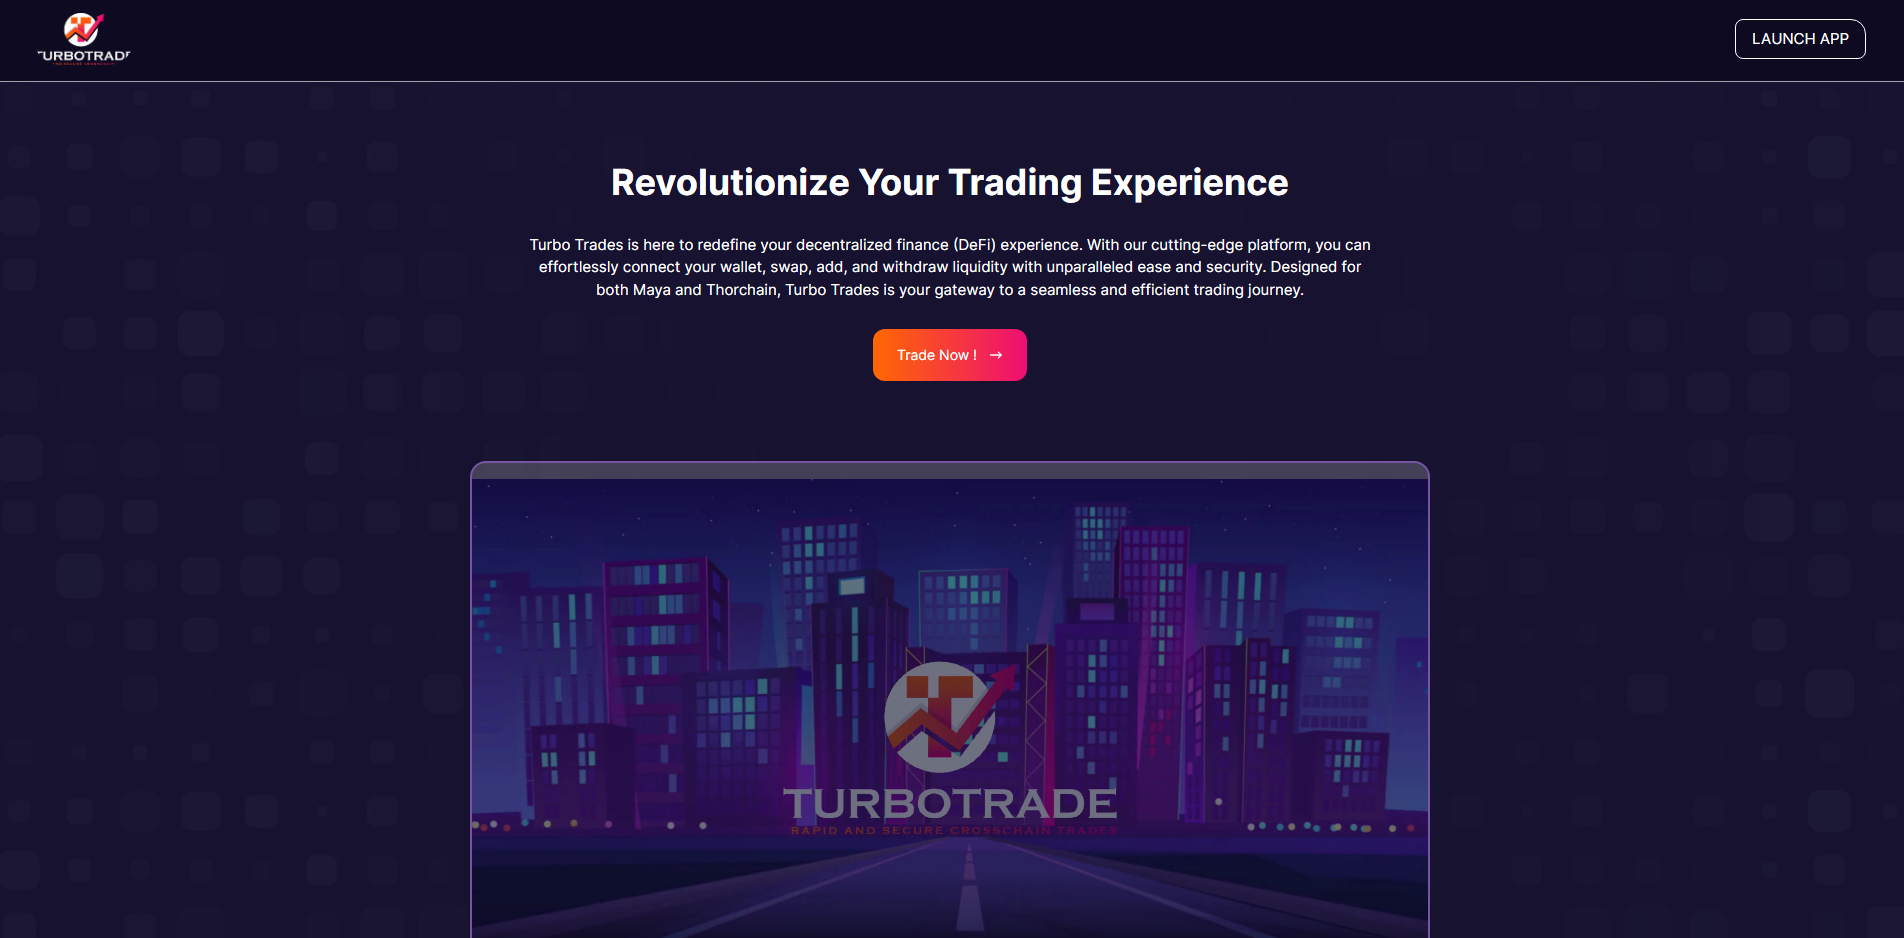 TURBOTRADE
LAUNCH APP
Revolutionize Your Trading Experience
Turbo Trades is here to redefine your decentralized finance (DeFi) experience. With our cutting-edge platform, you can
effortlessly connect your wallet, swap, add, and withdraw liquidity with unparalleled ease and security. Designed for
both Maya and Thorchain, Turbo Trades is your gateway to a seamless and efficient trading journey.
Trade Now ! →
TURBOTRADE
RAPID AND SECURE CROSSCHAIN TRADES